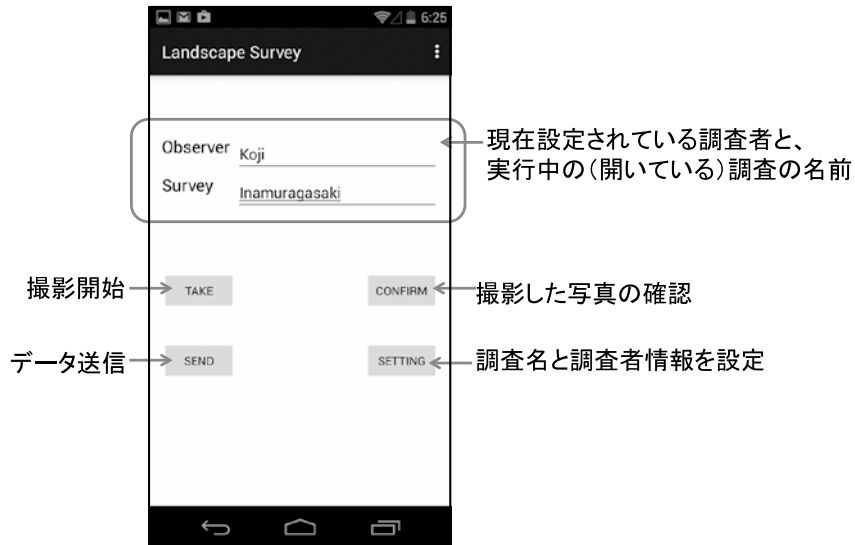 6:25
Landscape Survey
Observer Koji
Survey Inamuragasaki
現在設定されている調査者と、
実行中の（開いている）調査の名前
撮影開始
TAKE
CONFIRM
撮影した写真の確認
データ送信
SEND
SETTING
調査名と調査者情報を設定